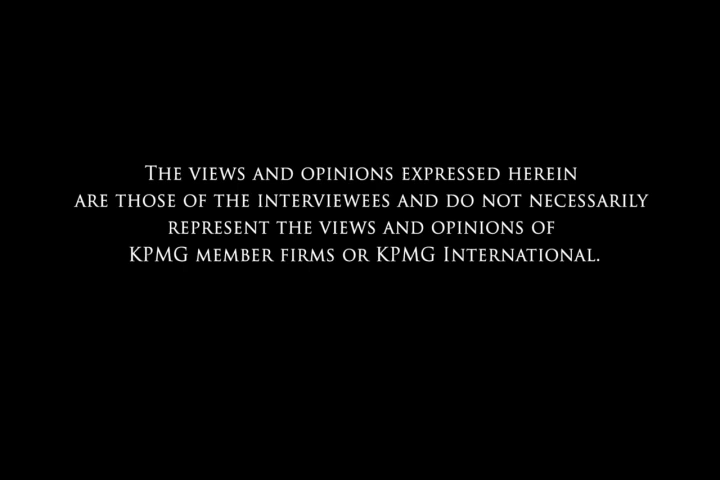 The views and opinions expressed herein
are those of the interviewees and do not necessarily
represent the views and opinions of
KPMG member firms or KPMG International.